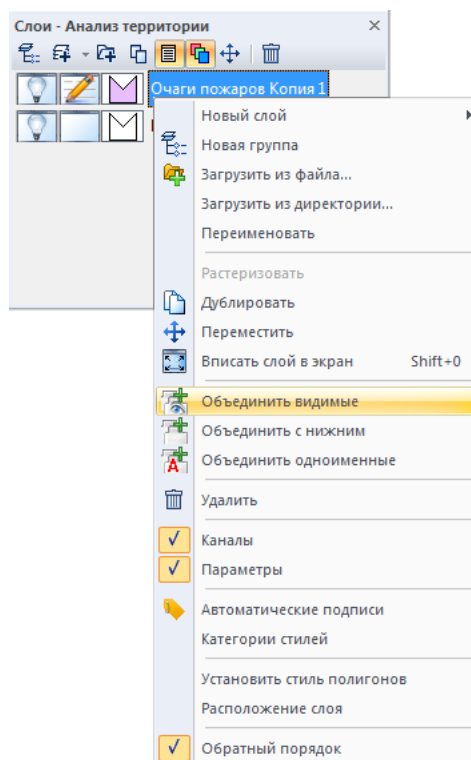 Слои - Анализ территории
Очаги пожаров Копия 1
Новый слой
Новая группа
Загрузить из файла...
Загрузить из директории...
Переименовать
Растеризовать
Дублировать
Переместить
Вписать слой в экран Shift+0
Объединить видимые
Объединить с нижним
Объединить одноименные
Удалить
Каналы
Параметры
Автоматические подписи
Категории стилей
Установить стиль полигонов
Расположение слоя
Обратный порядок